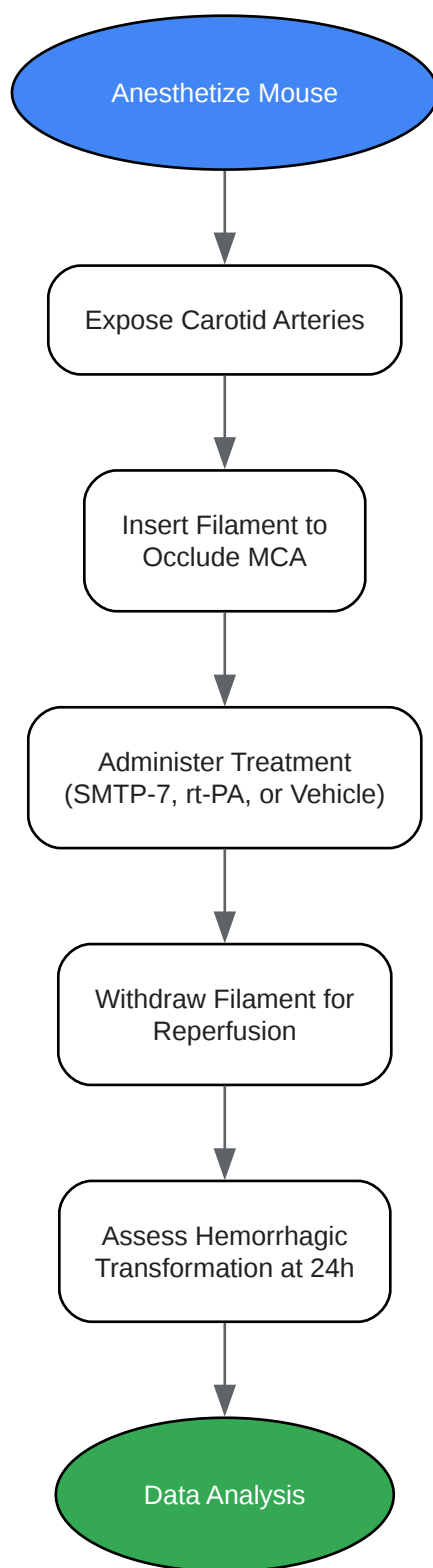 Anesthetize Mouse
Expose Carotid Arteries
Insert Filament to
Occlude MCA
Administer Treatment
(SMTP-7, rt-PA, or Vehicle)
Withdraw Filament for
Reperfusion
Assess Hemorrhagic
Transformation at 24h
Data Analysis